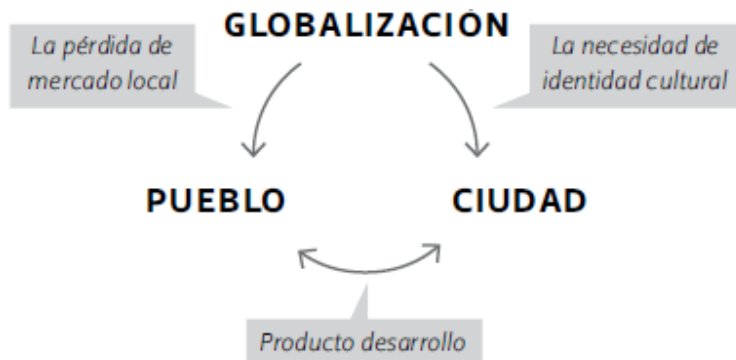 GLOBALIZACIÓN
La pérdida de
mercado local
La necesidad de
identidad cultural
PUEBLO
CIUDAD
Producto desarrollo